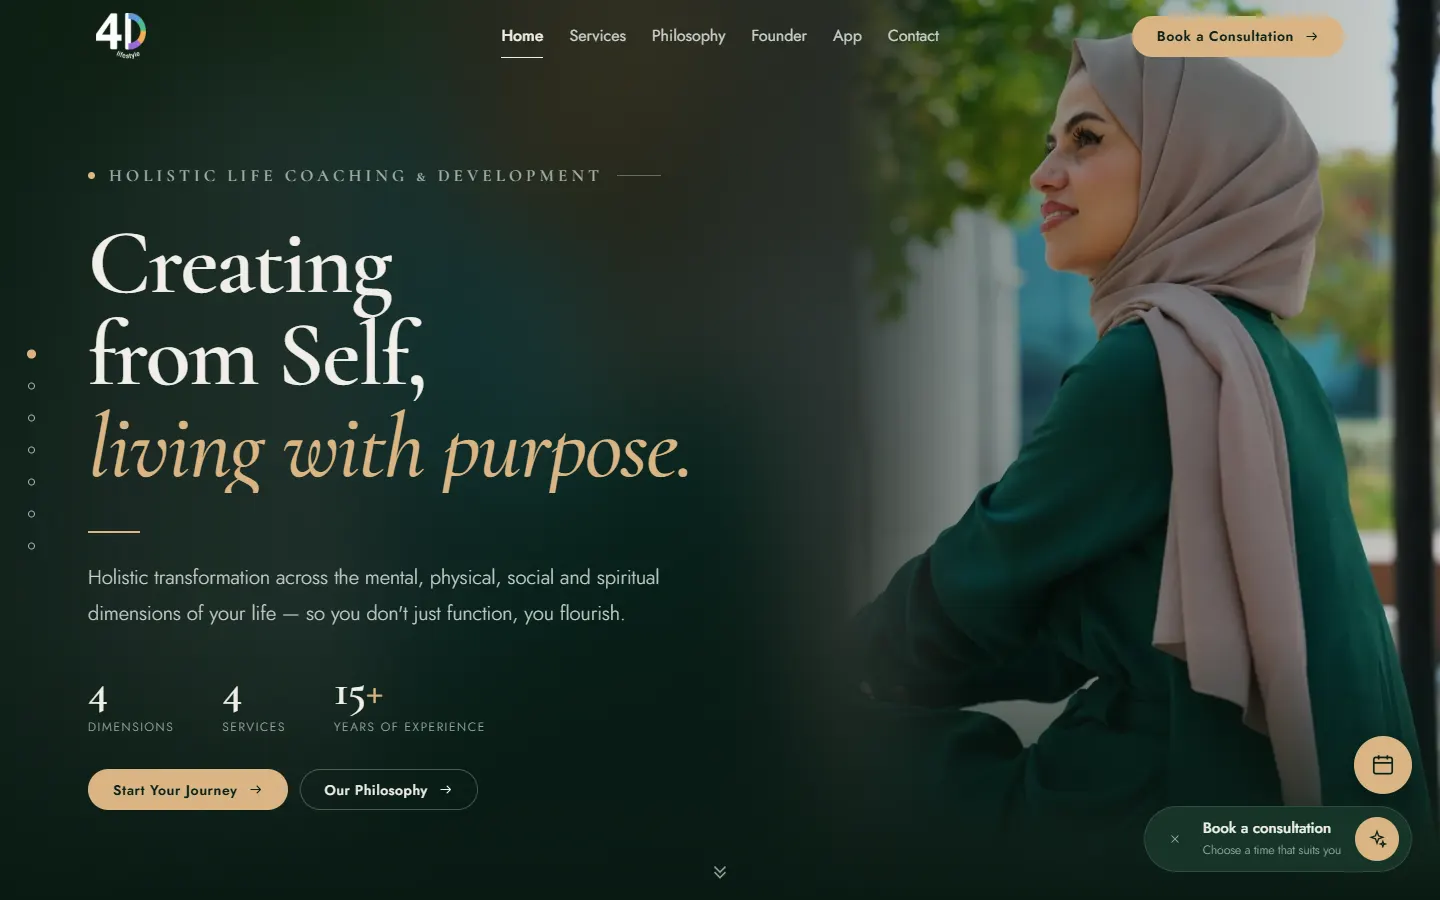 4D
lifestyle
Home
Services
Philosophy
Founder
App
Contact
Book a Consultation →
HOLISTIC LIFE COACHING & DEVELOPMENT
Creating
from Self,
living with purpose.
Holistic transformation across the mental, physical, social and spiritual
dimensions of your life — so you don't just function, you flourish.
4
DIMENSIONS
4
SERVICES
15+
YEARS OF EXPERIENCE
Start Your Journey →
Our Philosophy →
Book a consultation
Choose a time that suits you